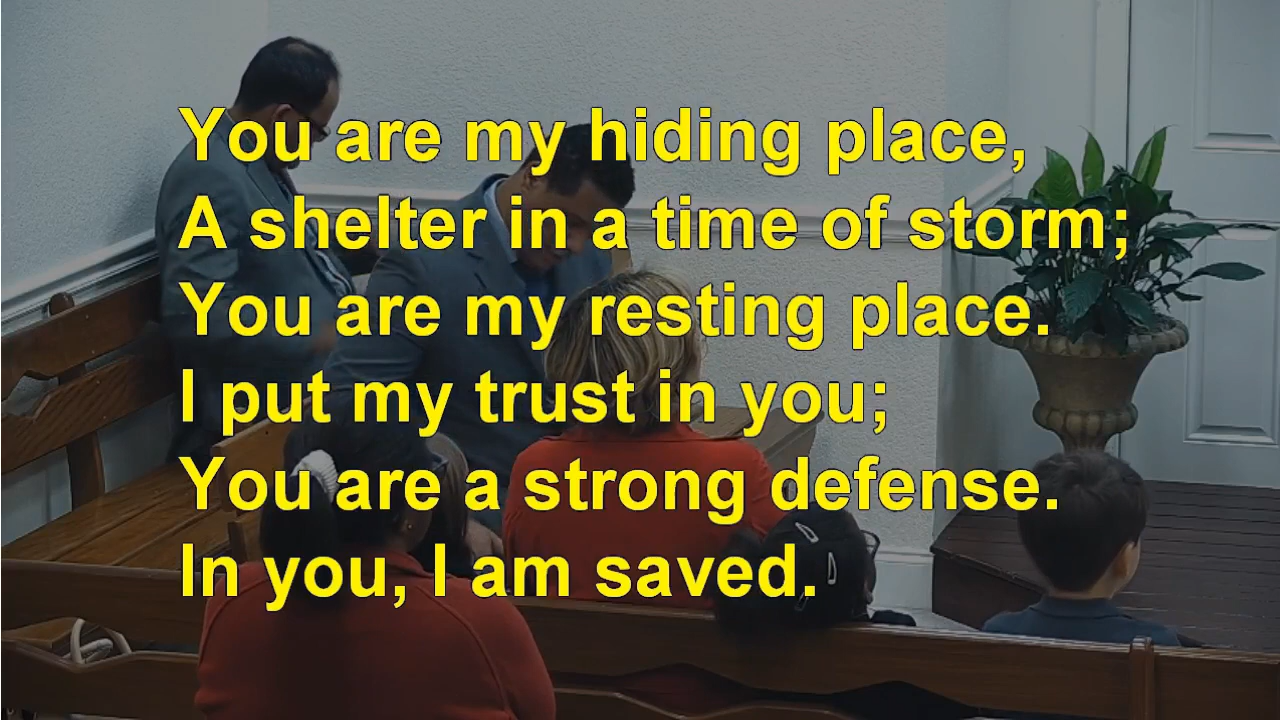 You are my hiding place,
A shelter in a time of storm;
You are my resting place.
I put my trust in you;
You are a strong defense.
In you, I am saved.